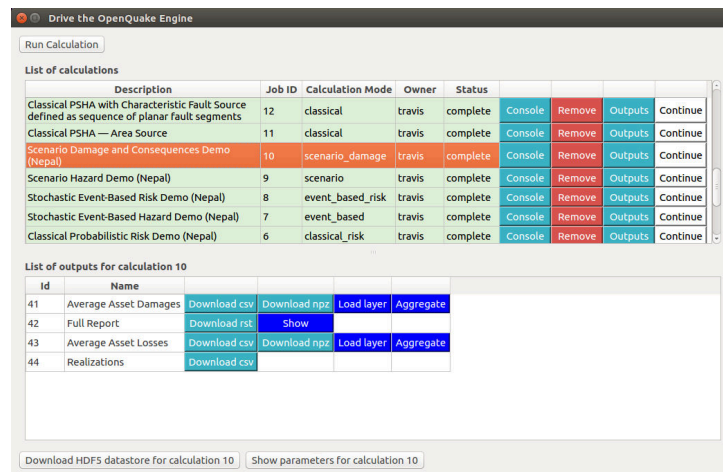 Drive the OpenQuake Engine
Run Calculation
List of calculations
Description Job ID Calculation Mode Owner Status
Classical PSHA with Characteristic Fault Source
defined as sequence of planar fault segments 12 classical travis complete Console Remove Outputs Continue
Classical PSHA — Area Source 11 classical travis complete Console Remove Outputs Continue
Scenario Damage and Consequences Demo
(Nepal) 10 scenario_damage travis complete Console Remove Outputs Continue
Scenario Hazard Demo (Nepal) 9 scenario travis complete Console Remove Outputs Continue
Stochastic Event-Based Risk Demo (Nepal) 8 event_based_risk travis complete Console Remove Outputs Continue
Stochastic Event-Based Hazard Demo (Nepal) 7 event_based travis complete Console Remove Outputs Continue
Classical Probabilistic Risk Demo (Nepal) 6 classical_risk travis complete Console Remove Outputs Continue
List of outputs for calculation 10
Id Name
41 Average Asset Damages Download csv Download npz Load layer Aggregate
42 Full Report Download rst Show
43 Average Asset Losses Download csv Download npz Load layer Aggregate
44 Realizations Download csv
Download HDF5 datastore for calculation 10 Show parameters for calculation 10